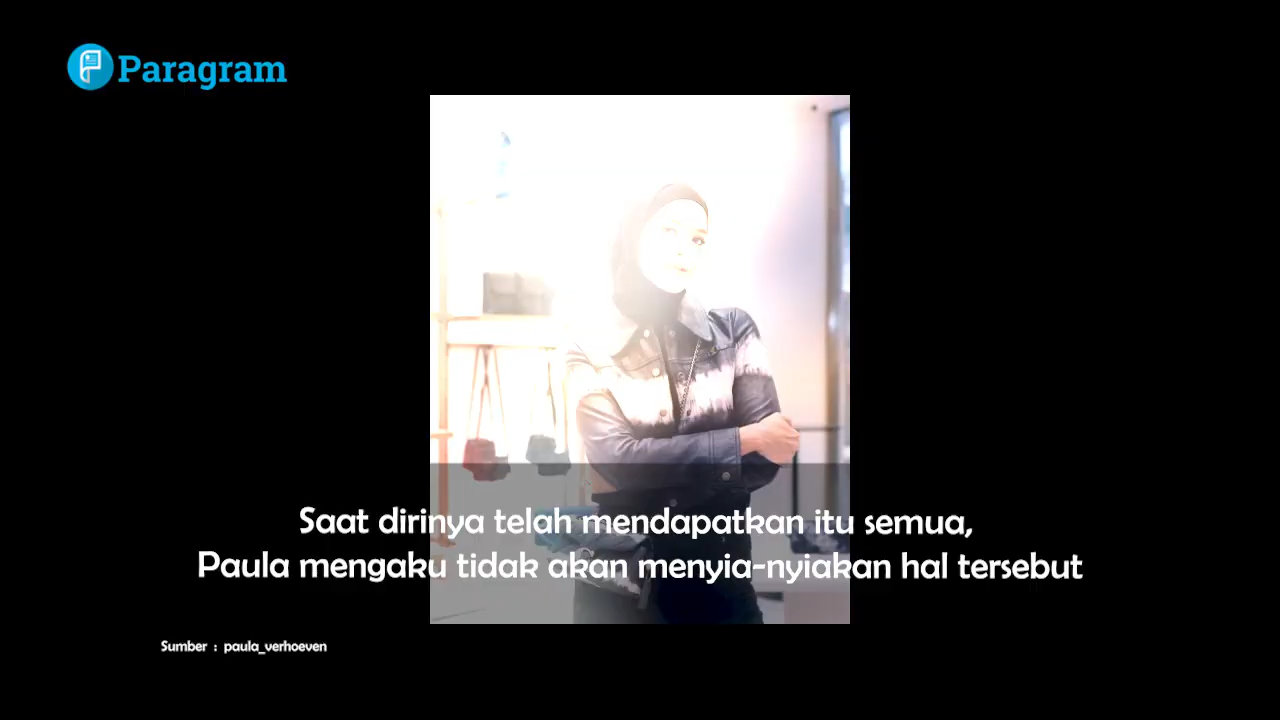 Paragram
Saat dirinya telah mendapatkan itu semua,
Paula mengaku tidak akan menyia-nyiakan hal tersebut
Sumber : paula_verhoeven